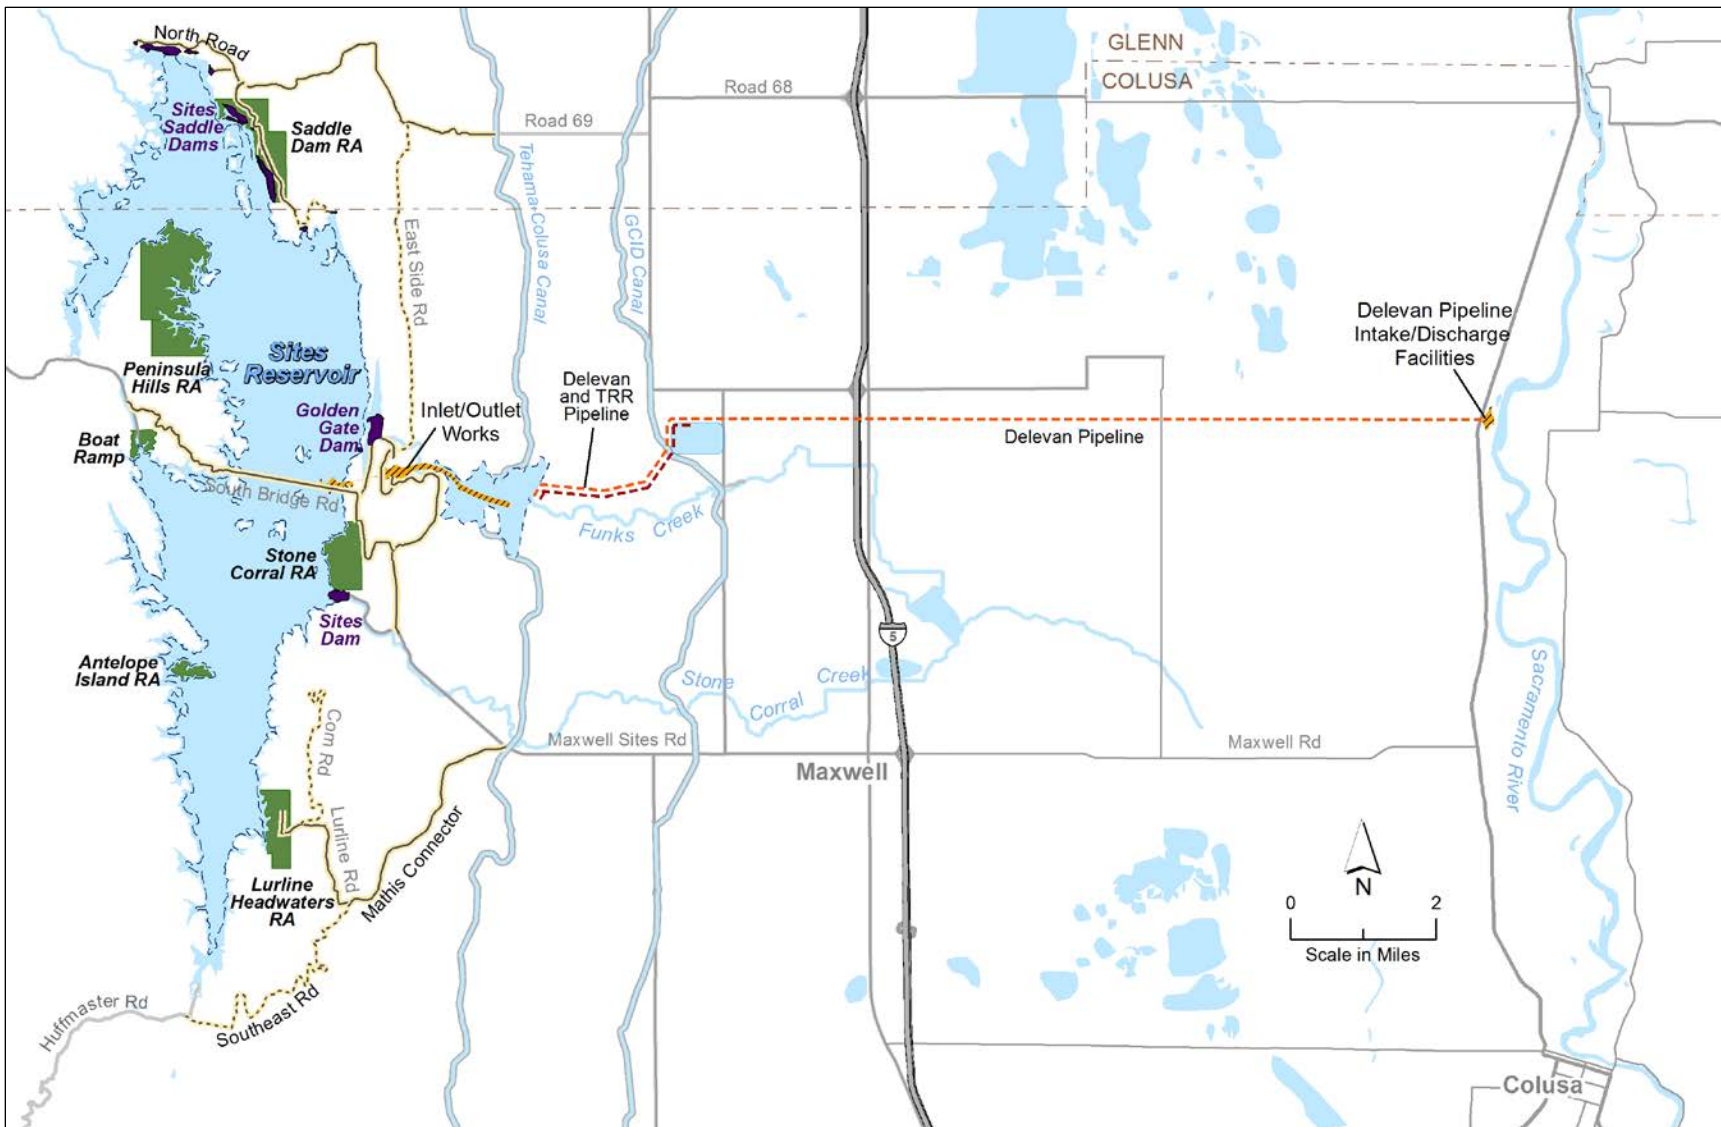 North Road
GLENN
COLUSA
Road 68
Sites
Saddle
Dams
Saddle
Dam RA
Road 69
Tehama-Colusa Canal
GCID Canal
East Side Rd
Sites
Reservoir
Peninsula
Hills RA
Golden
Gate
Dam
Inlet/Outlet
Works
Delevan
and TRR
Pipeline
Delevan Pipeline
Intake/Discharge
Facilities
Delevan Pipeline
Boat
Ramp
South Bridge Rd
Funks Creek
Stone
Corral RA
Sites
Dam
5
Antelope
Island RA
Stone Corral Creek
Sacramento River
Com Rd
Maxwell Sites Rd
Maxwell Rd
Maxwell
Lurline Rd
Mathis Connector
Lurline
Headwaters
RA
N
0 2
Scale in Miles
Huffmaster Rd
Southeast Rd
Colusa